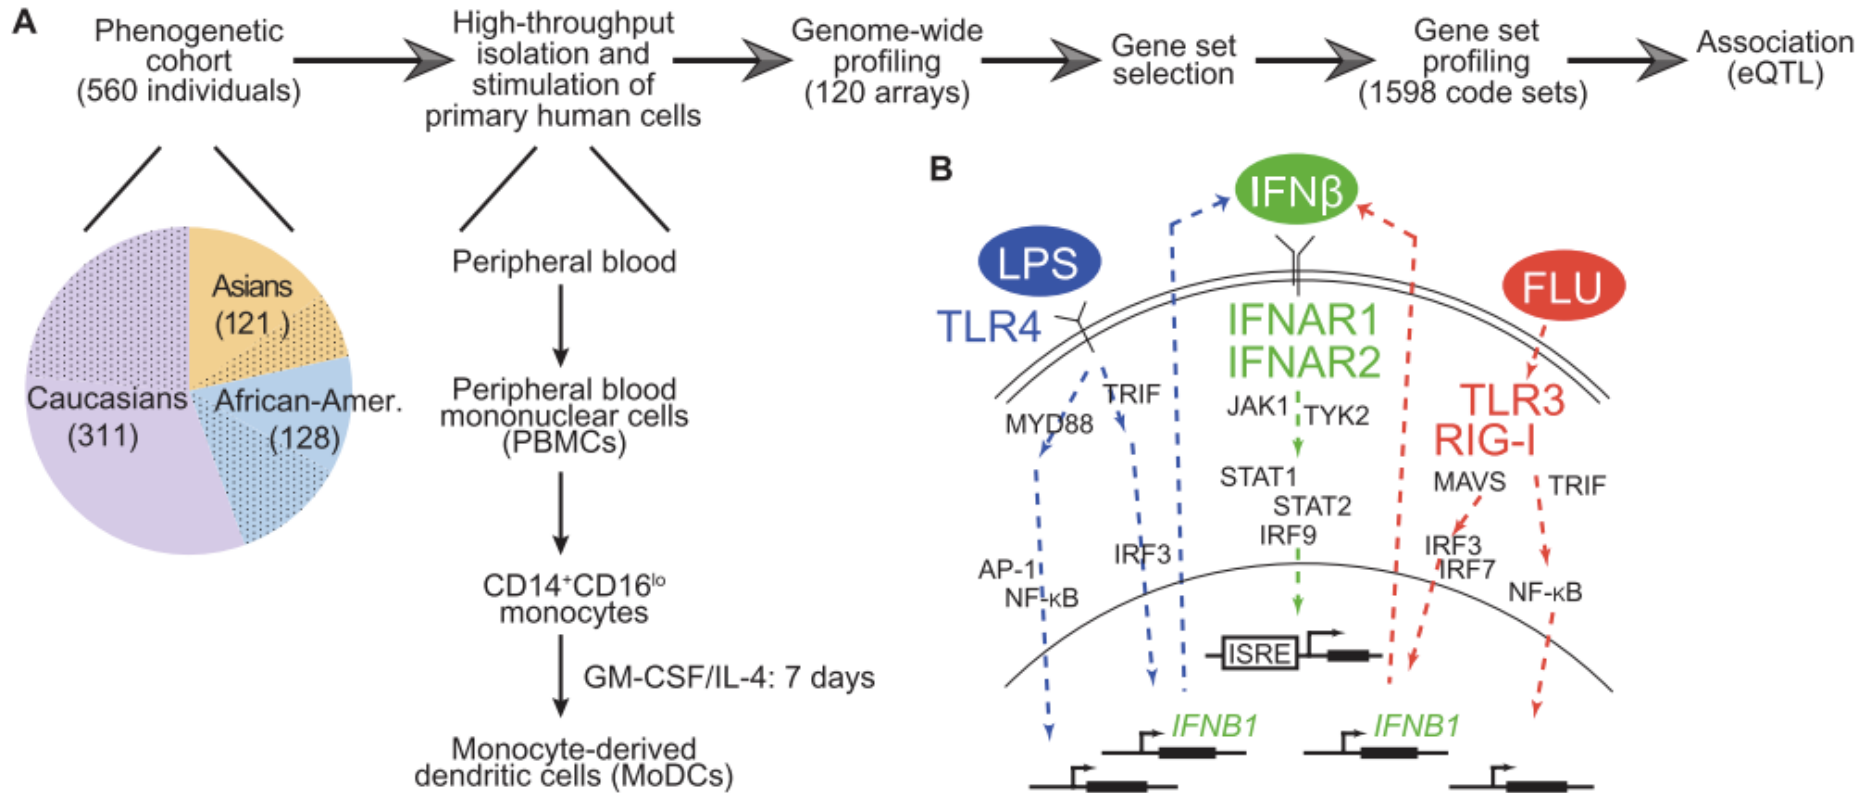 A
Phenogenetic
cohort
(560 individuals)
High-throughput
isolation and
stimulation of
primary human cells
Genome-wide
profiling
(120 arrays)
Gene set
selection
Gene set
profiling
(1598 code sets)
Association
(eQTL)
Asians
(121 )
Caucasians
(311)
African-Amer.
(128)
Peripheral blood
Peripheral blood
mononuclear cells
(PBMCs)
CD14⁺CD16ˡᵒ
monocytes
GM-CSF/IL-4: 7 days
Monocyte-derived
dendritic cells (MoDCs)
B
IFNβ
LPS
FLU
TLR4
IFNAR1
IFNAR2
TLR3
RIG-I
TRIF
MYD88
JAK1
TYK2
MAVS
TRIF
STAT1
STAT2
IRF9
IRF3
IRF3
IRF7
AP-1
NF-κB
NF-κB
ISRE
IFNB1
IFNB1